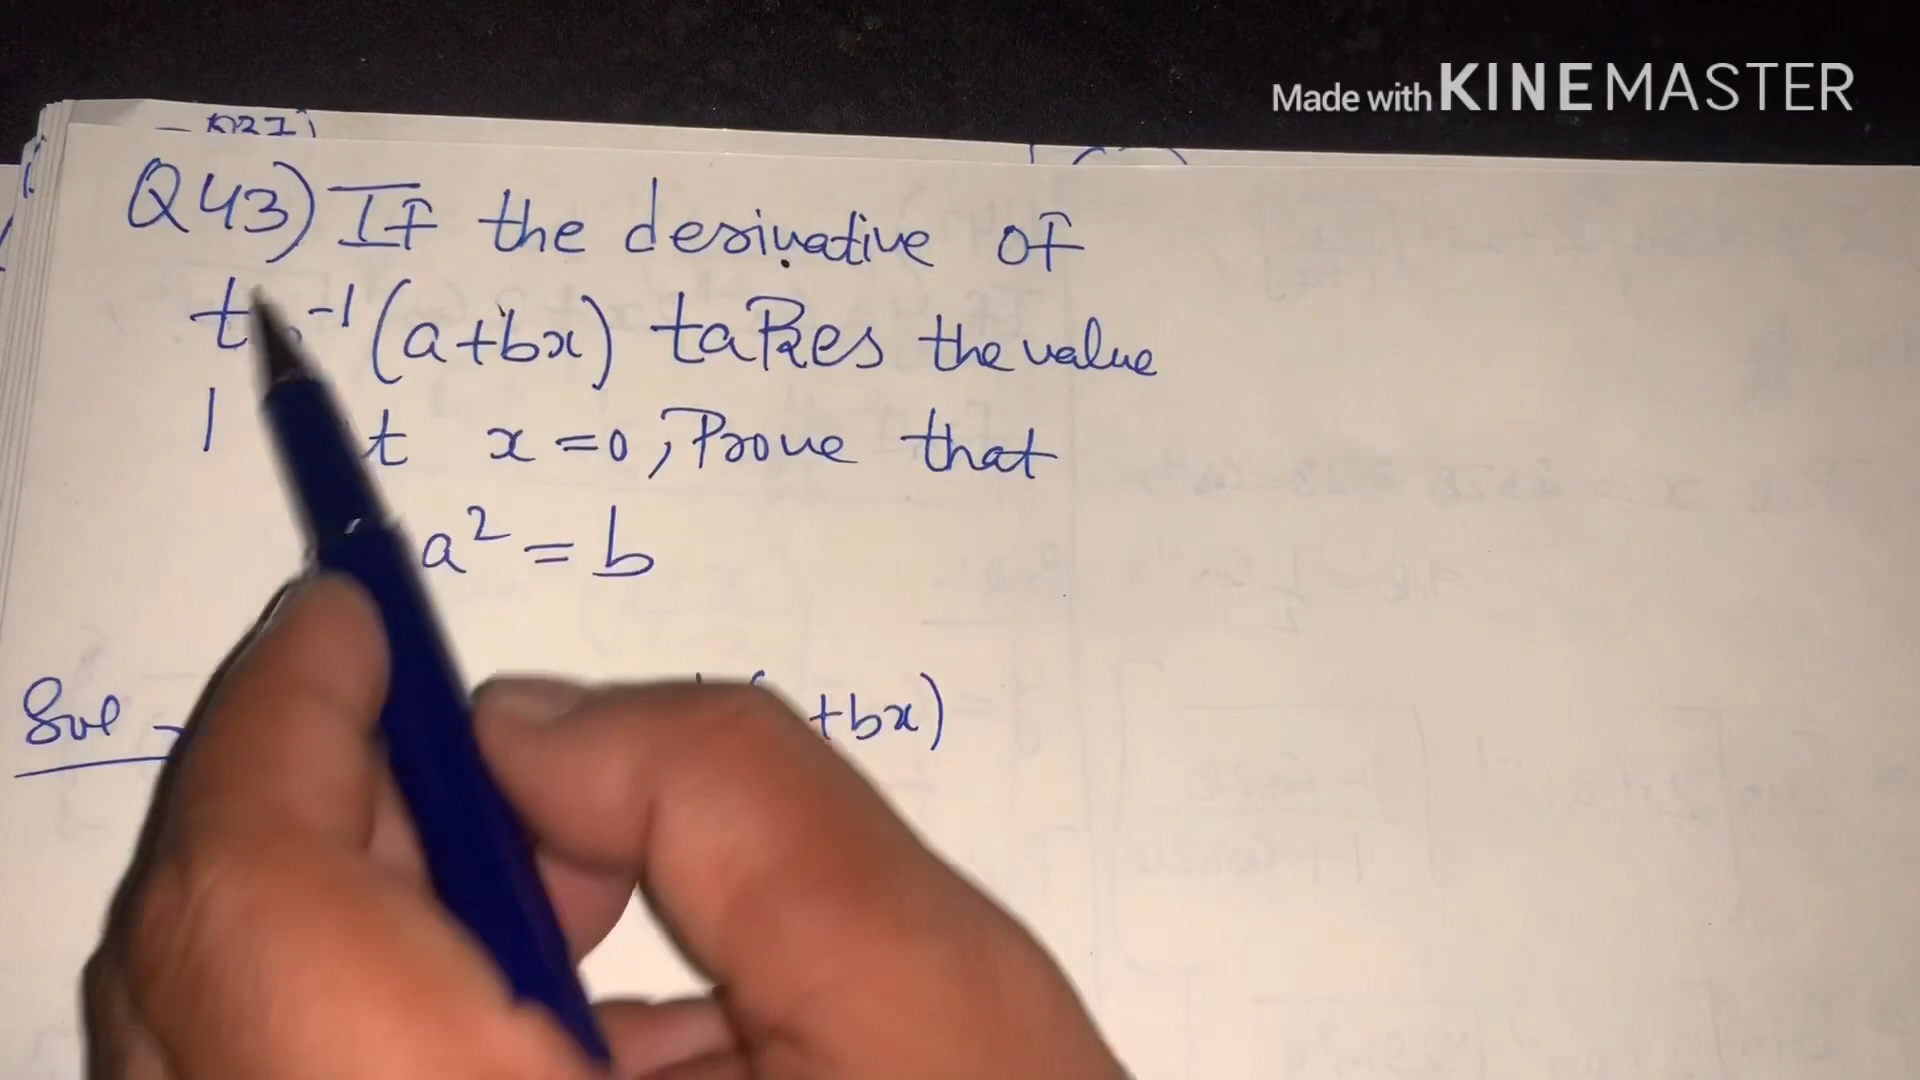 Made with KINEMASTER
Q43) If the derivative of
⁻¹(a+bx) takes the value
1 x=0, Prove that
a² = b
Sol
+bx)